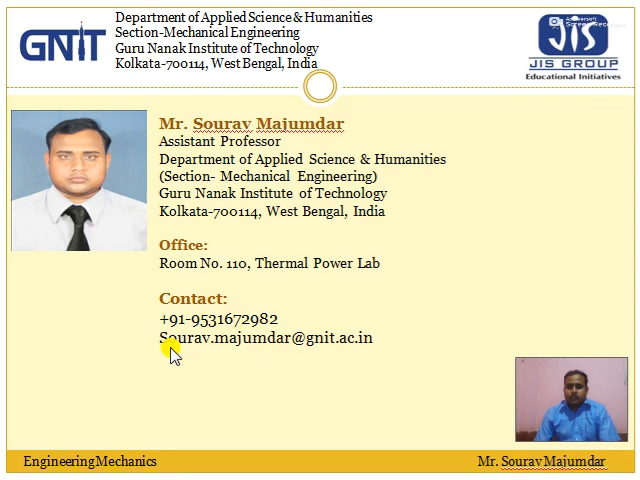 GNIT
Department of Applied Science & Humanities
Section-Mechanical Engineering
Guru Nanak Institute of Technology
Kolkata-700114, West Bengal, India
JIS
JIS GROUP
Educational Initiatives
Mr. Sourav Majumdar
Assistant Professor
Department of Applied Science & Humanities
(Section- Mechanical Engineering)
Guru Nanak Institute of Technology
Kolkata-700114, West Bengal, India
Office:
Room No. 110, Thermal Power Lab
Contact:
+91-9531672982
Sourav.majumdar@gnit.ac.in
Engineering Mechanics
Mr. Sourav Majumdar